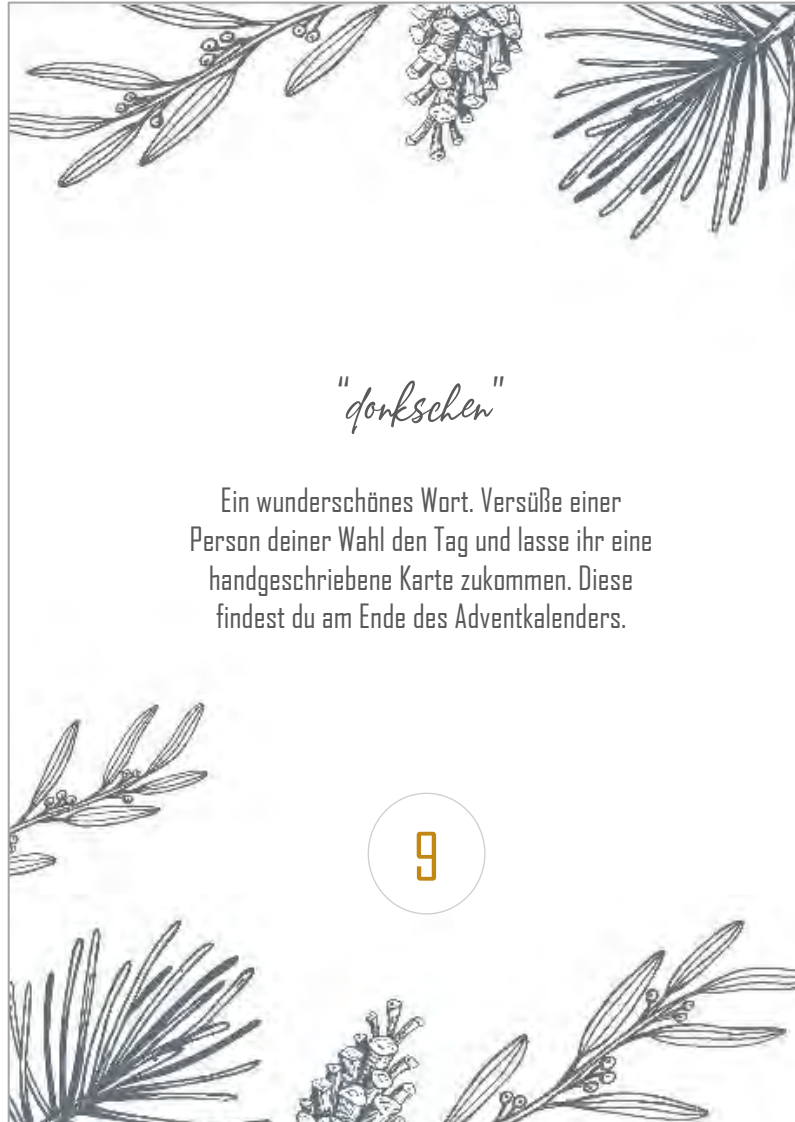 "donkschen"
Ein wunderschönes Wort. Versüße einer
Person deiner Wahl den Tag und lasse ihr eine
handgeschriebene Karte zukommen. Diese
findest du am Ende des Adventkalenders.
9